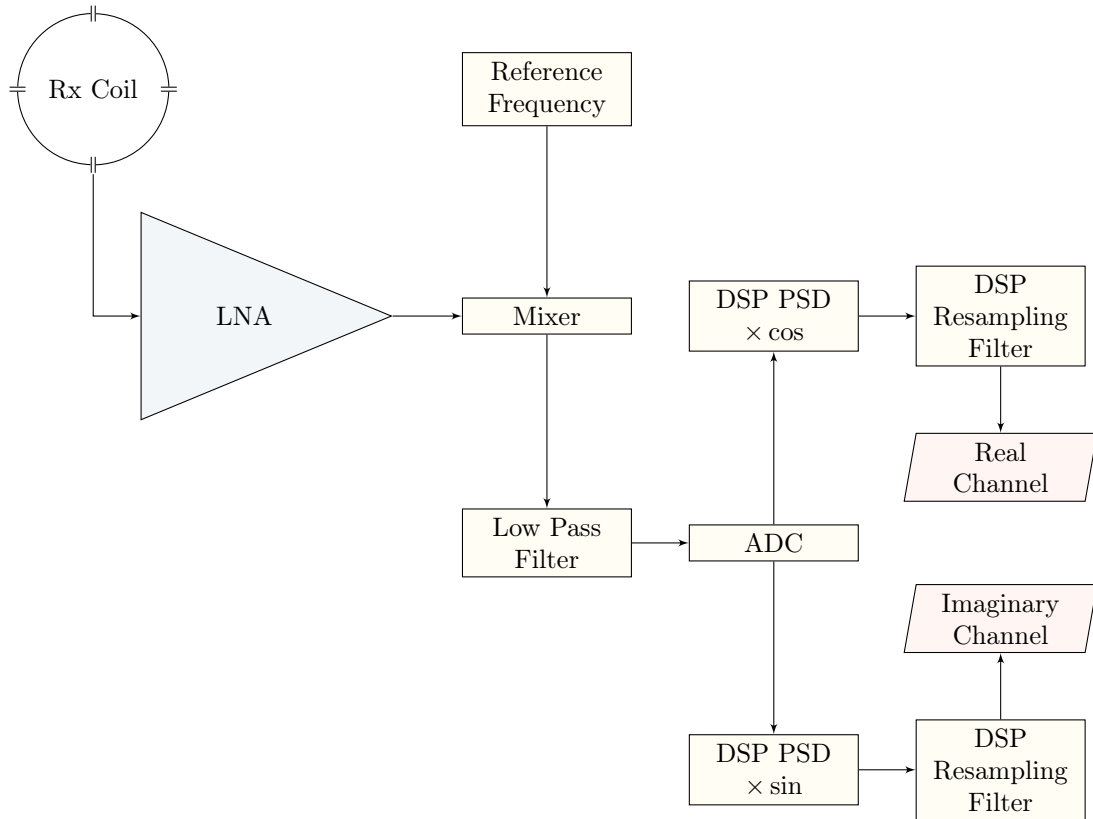 Rx Coil
Reference
Frequency
LNA
Mixer
DSP PSD
× cos
DSP
Resampling
Filter
Real
Channel
Low Pass
Filter
ADC
Imaginary
Channel
DSP PSD
× sin
DSP
Resampling
Filter